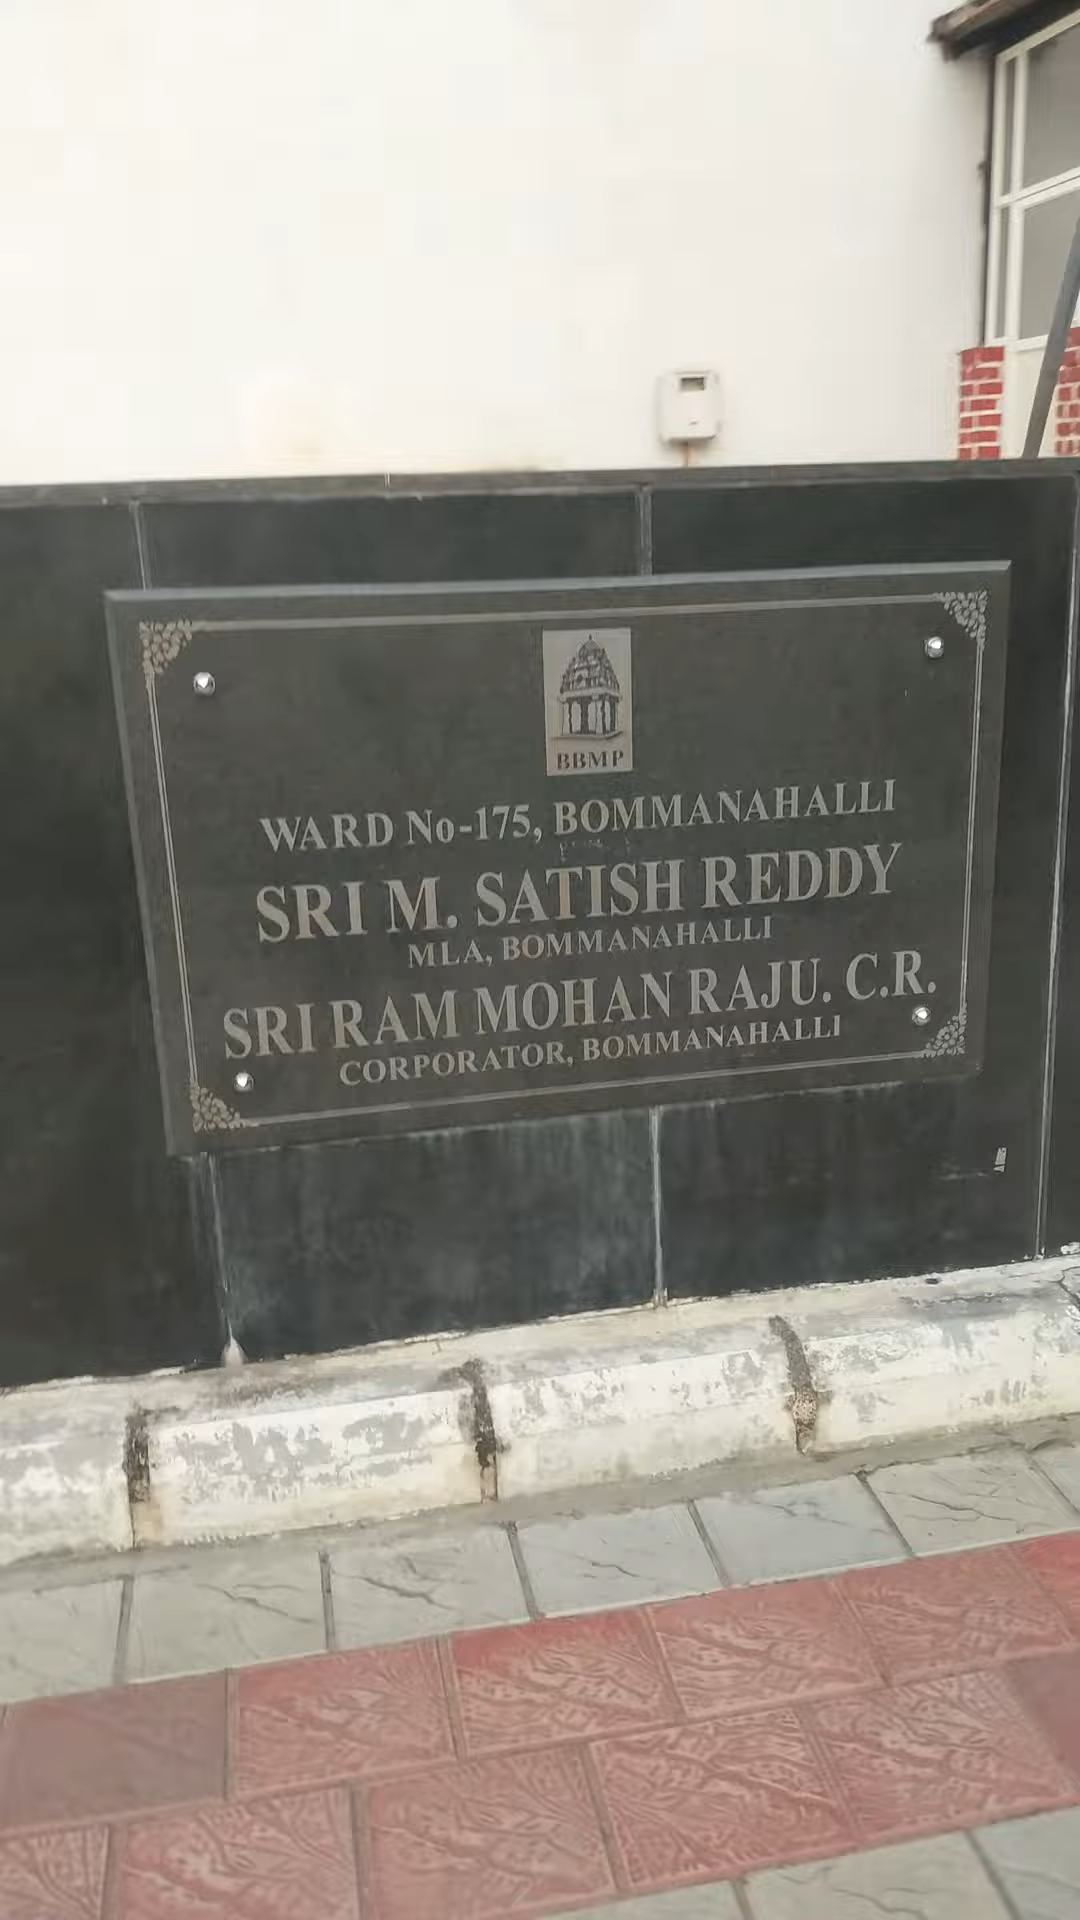 BBMP
WARD No-175, BOMMANAHALLI
SRI M. SATISH REDDY
MLA, BOMMANAHALLI
SRI RAM MOHAN RAJU. C.R.
CORPORATOR, BOMMANAHALLI